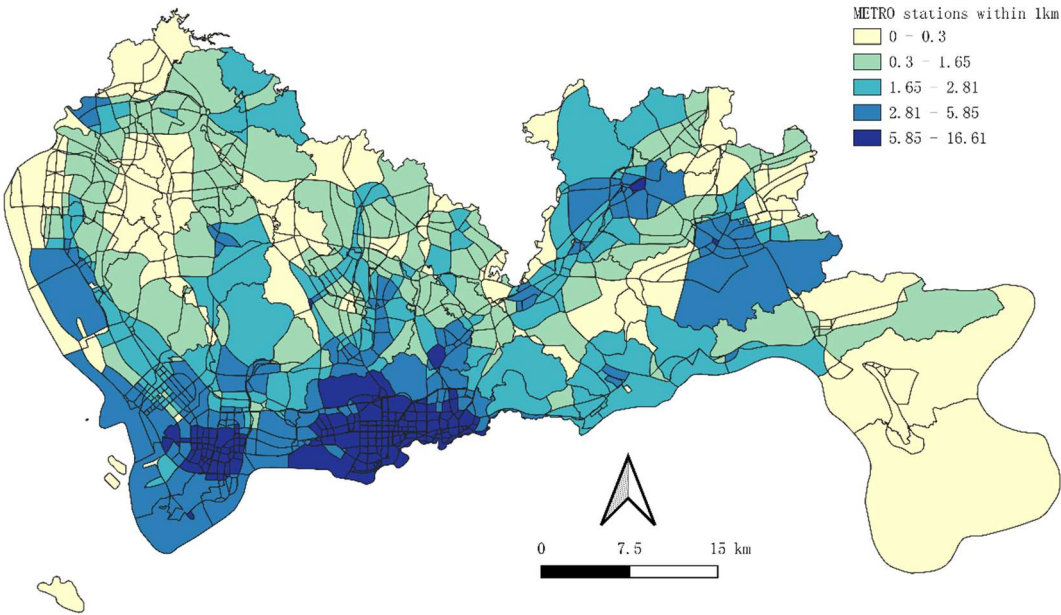 METRO stations within 1km
0 - 0.3
0.3 - 1.65
1.65 - 2.81
2.81 - 5.85
5.85 - 16.61
0 7.5 15 km